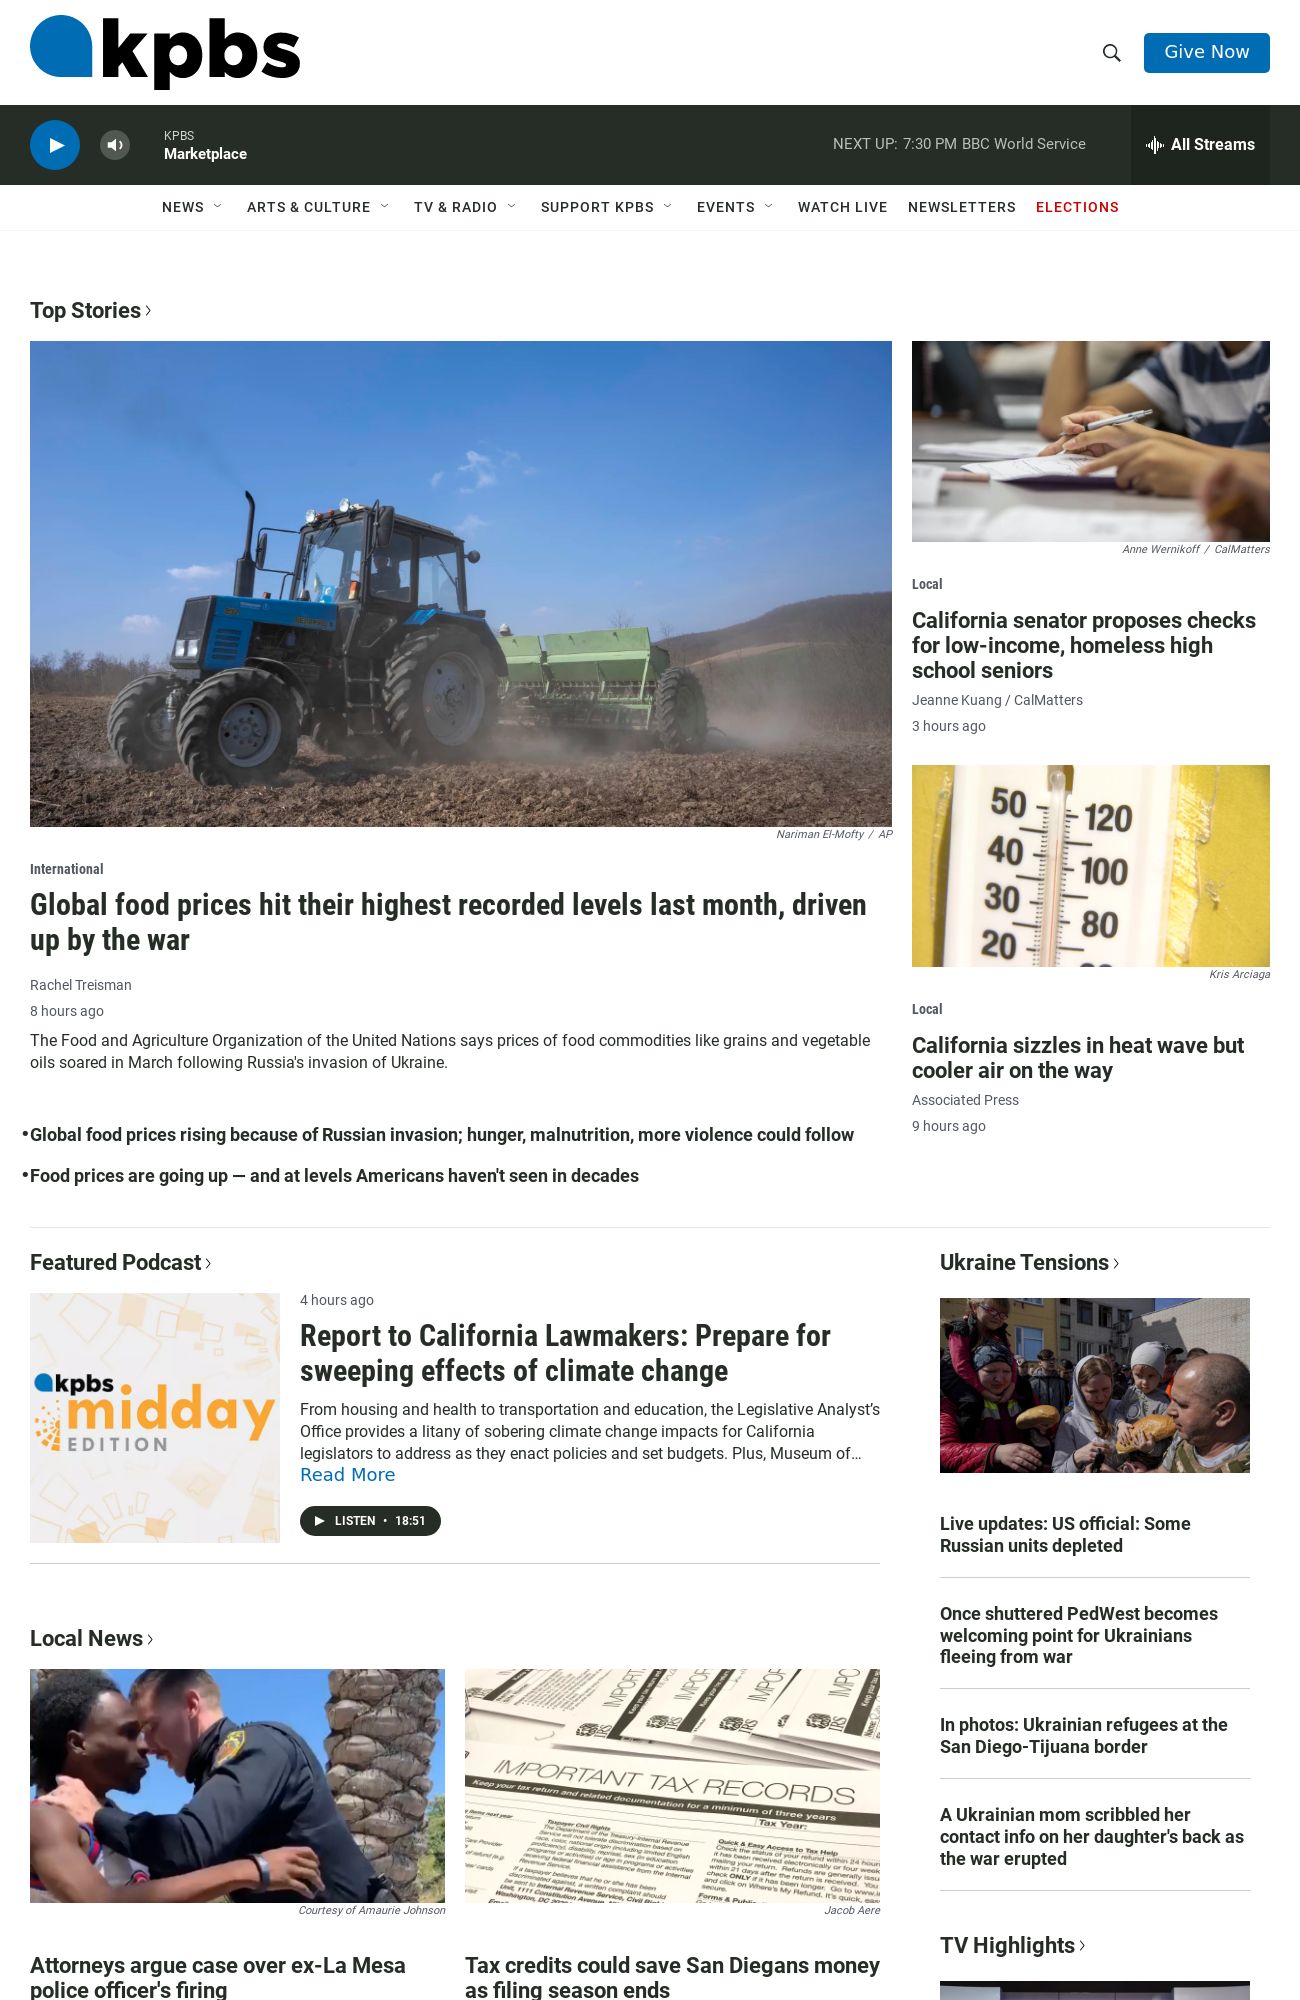 kpbs
Give Now
KPBS
Marketplace
NEXT UP: 7:30 PM BBC World Service
All Streams
NEWS
ARTS & CULTURE
TV & RADIO
SUPPORT KPBS
EVENTS
WATCH LIVE
NEWSLETTERS
ELECTIONS
Top Stories
Nariman El-Mofty / AP
International
Global food prices hit their highest recorded levels last month, driven
up by the war
Rachel Treisman
8 hours ago
The Food and Agriculture Organization of the United Nations says prices of food commodities like grains and vegetable
oils soared in March following Russia's invasion of Ukraine.
•Global food prices rising because of Russian invasion; hunger, malnutrition, more violence could follow
•Food prices are going up — and at levels Americans haven't seen in decades
Anne Wernikoff / CalMatters
Local
California senator proposes checks
for low-income, homeless high
school seniors
Jeanne Kuang / CalMatters
3 hours ago
50
120
40
100
30
80
20
Kris Arciaga
Local
California sizzles in heat wave but
cooler air on the way
Associated Press
9 hours ago
Featured Podcast
kpbs
midday
EDITION
4 hours ago
Report to California Lawmakers: Prepare for
sweeping effects of climate change
From housing and health to transportation and education, the Legislative Analyst’s
Office provides a litany of sobering climate change impacts for California
legislators to address as they enact policies and set budgets. Plus, Museum of…
Read More
LISTEN • 18:51
Ukraine Tensions
Live updates: US official: Some
Russian units depleted
Once shuttered PedWest becomes
welcoming point for Ukrainians
fleeing from war
In photos: Ukrainian refugees at the
San Diego-Tijuana border
A Ukrainian mom scribbled her
contact info on her daughter's back as
the war erupted
TV Highlights
Local News
Courtesy of Amaurie Johnson
Attorneys argue case over ex-La Mesa
police officer's firing
IRS
IMPORTANT TAX RECORDS
Keep your tax return and related documentation for a minimum of three years
Tax Year:
Jacob Aere
Tax credits could save San Diegans money
as filing season ends